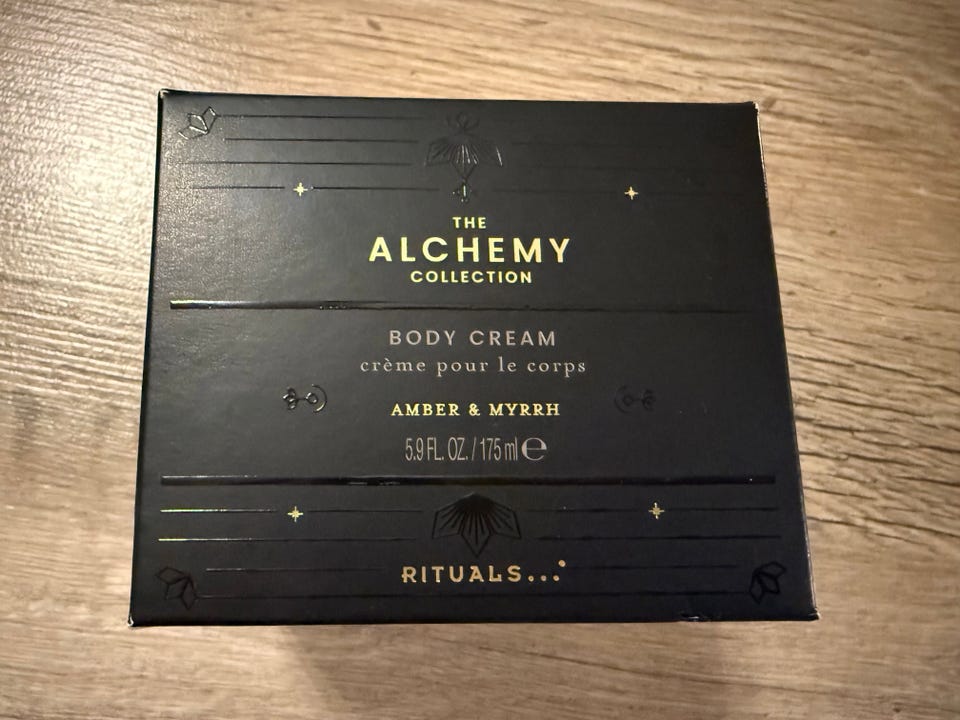 THE
ALCHEMY
COLLECTION
BODY CREAM
crème pour le corps
AMBER & MYRRH
5.9 FL. OZ. / 175 ml ℮
RITUALS...